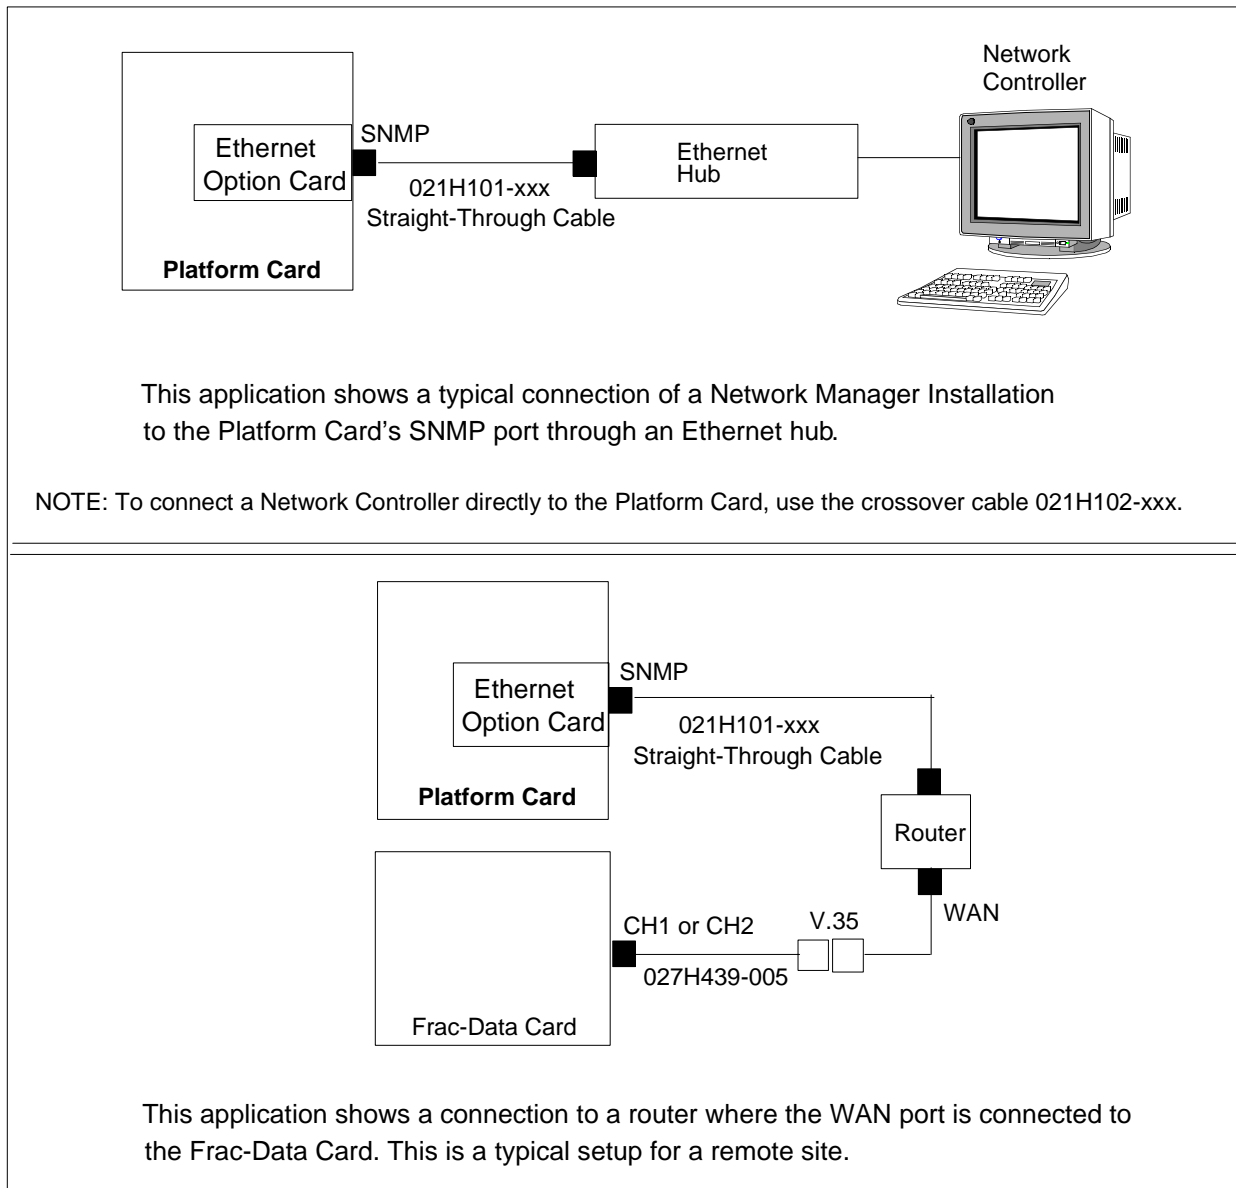 Network
Controller
SNMP
Ethernet
Option Card
021H101-xxx
Straight-Through Cable
Ethernet
Hub
Platform Card
This application shows a typical connection of a Network Manager Installation
to the Platform Card's SNMP port through an Ethernet hub.
NOTE: To connect a Network Controller directly to the Platform Card, use the crossover cable 021H102-xxx.
SNMP
Ethernet
Option Card
021H101-xxx
Straight-Through Cable
Platform Card
Router
WAN
CH1 or CH2
V.35
027H439-005
Frac-Data Card
This application shows a connection to a router where the WAN port is connected to
the Frac-Data Card. This is a typical setup for a remote site.